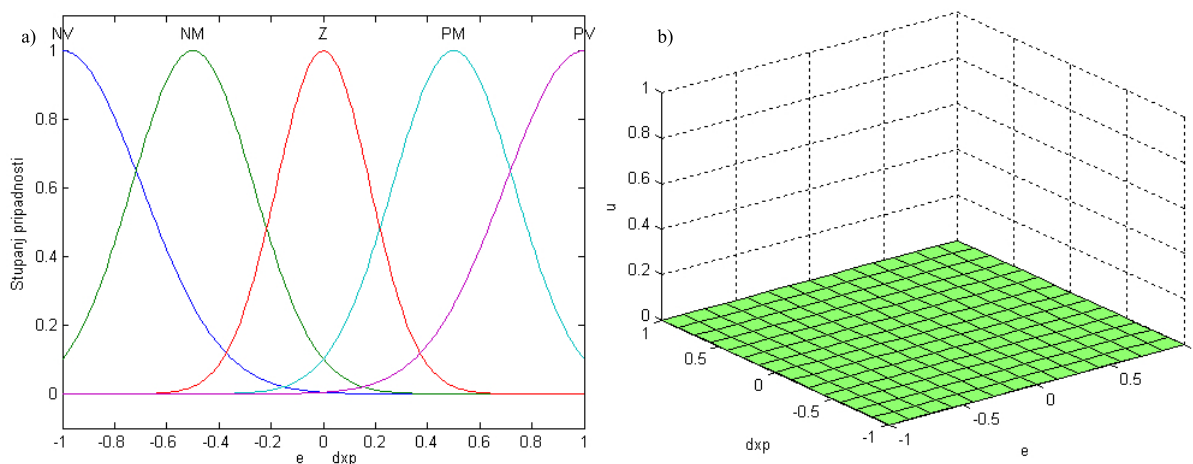 a)
NV NM Z PM PV
1
0.8
0.6
0.4
0.2
0
Stupanj pripadnosti
-1 -0.8 -0.6 -0.4 -0.2 0 0.2 0.4 0.6 0.8 1
e dxp
b)
1
0.8
0.6
0.4
0.2
0
u
1 0.5 0 -0.5 -1
dxp
-1 -0.5 0 0.5
e